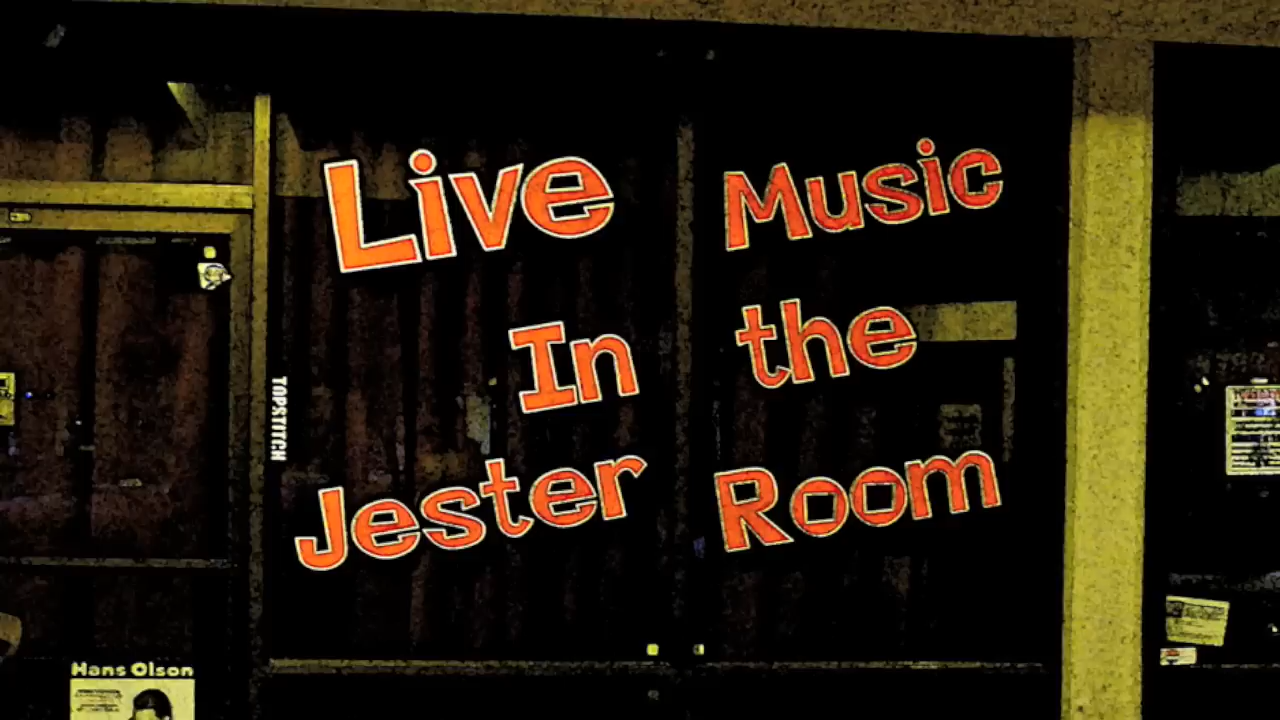 Live Music
In the
Jester Room
TOPSTITCH
Hans Olson